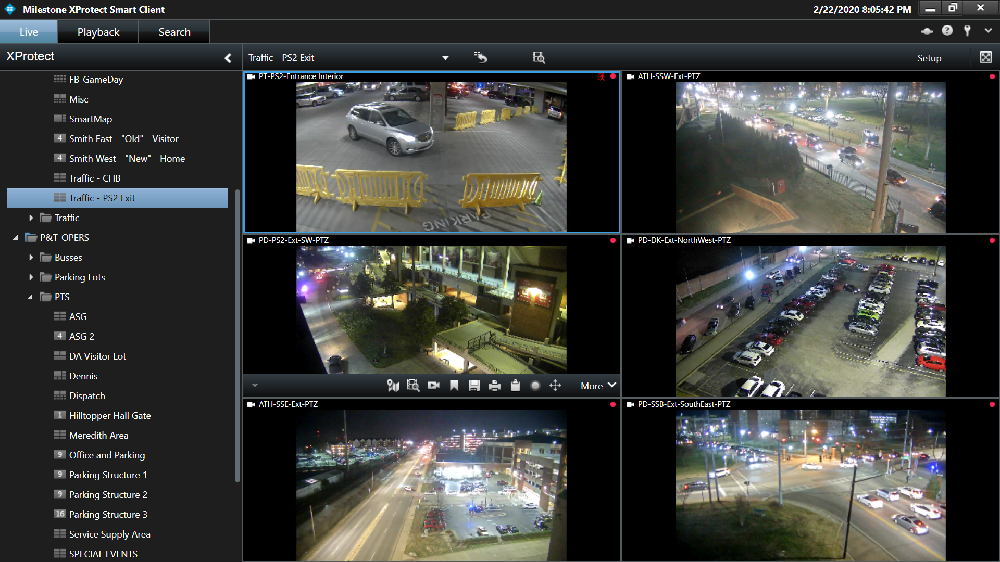 Milestone XProtect Smart Client
2/22/2020 8:05:42 PM
Live
Playback
Search
XProtect
Traffic - PS2 Exit
Setup
FB-GameDay
Misc
SmartMap
4 Smith East - "Old" - Visitor
4 Smith West - "New" - Home
Traffic - CHB
Traffic - PS2 Exit
Traffic
P&T-OPERS
Busses
Parking Lots
PTS
ASG
4 ASG 2
DA Visitor Lot
Dennis
Dispatch
1 Hilltopper Hall Gate
Meredith Area
9 Office and Parking
9 Parking Structure 1
9 Parking Structure 2
16 Parking Structure 3
Service Supply Area
SPECIAL EVENTS
PT-PS2-Entrance Interior
PARKING
ATH-SSW-Ext-PTZ
PD-PS2-Ext-SW-PTZ
More
PD-DK-Ext-NorthWest-PTZ
ATH-SSE-Ext-PTZ
PD-SSB-Ext-SouthEast-PTZ